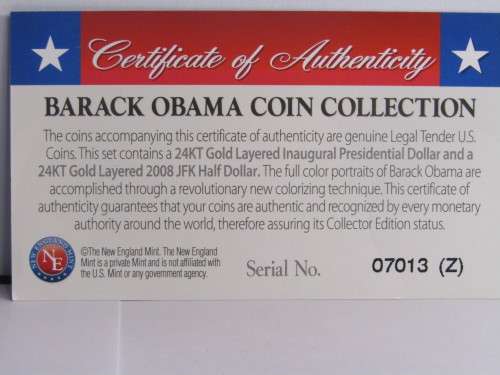 Certificate of Authenticity
BARACK OBAMA COIN COLLECTION
The coins accompanying this certificate of authenticity are genuine Legal Tender U.S.
Coins. This set contains a 24KT Gold Layered Inaugural Presidential Dollar and a
24KT Gold Layered 2008 JFK Half Dollar. The full color portraits of Barack Obama are
accomplished through a revolutionary new colorizing technique. This certificate of
authenticity guarantees that your coins are authentic and recognized by every monetary
authority around the world, therefore assuring its Collector Edition status.
NEW ENGLAND MINT
NE
©The New England Mint. The New England
Mint is a private Mint and is not affiliated with
the U.S. Mint or any government agency.
Serial No. 07013 (Z)